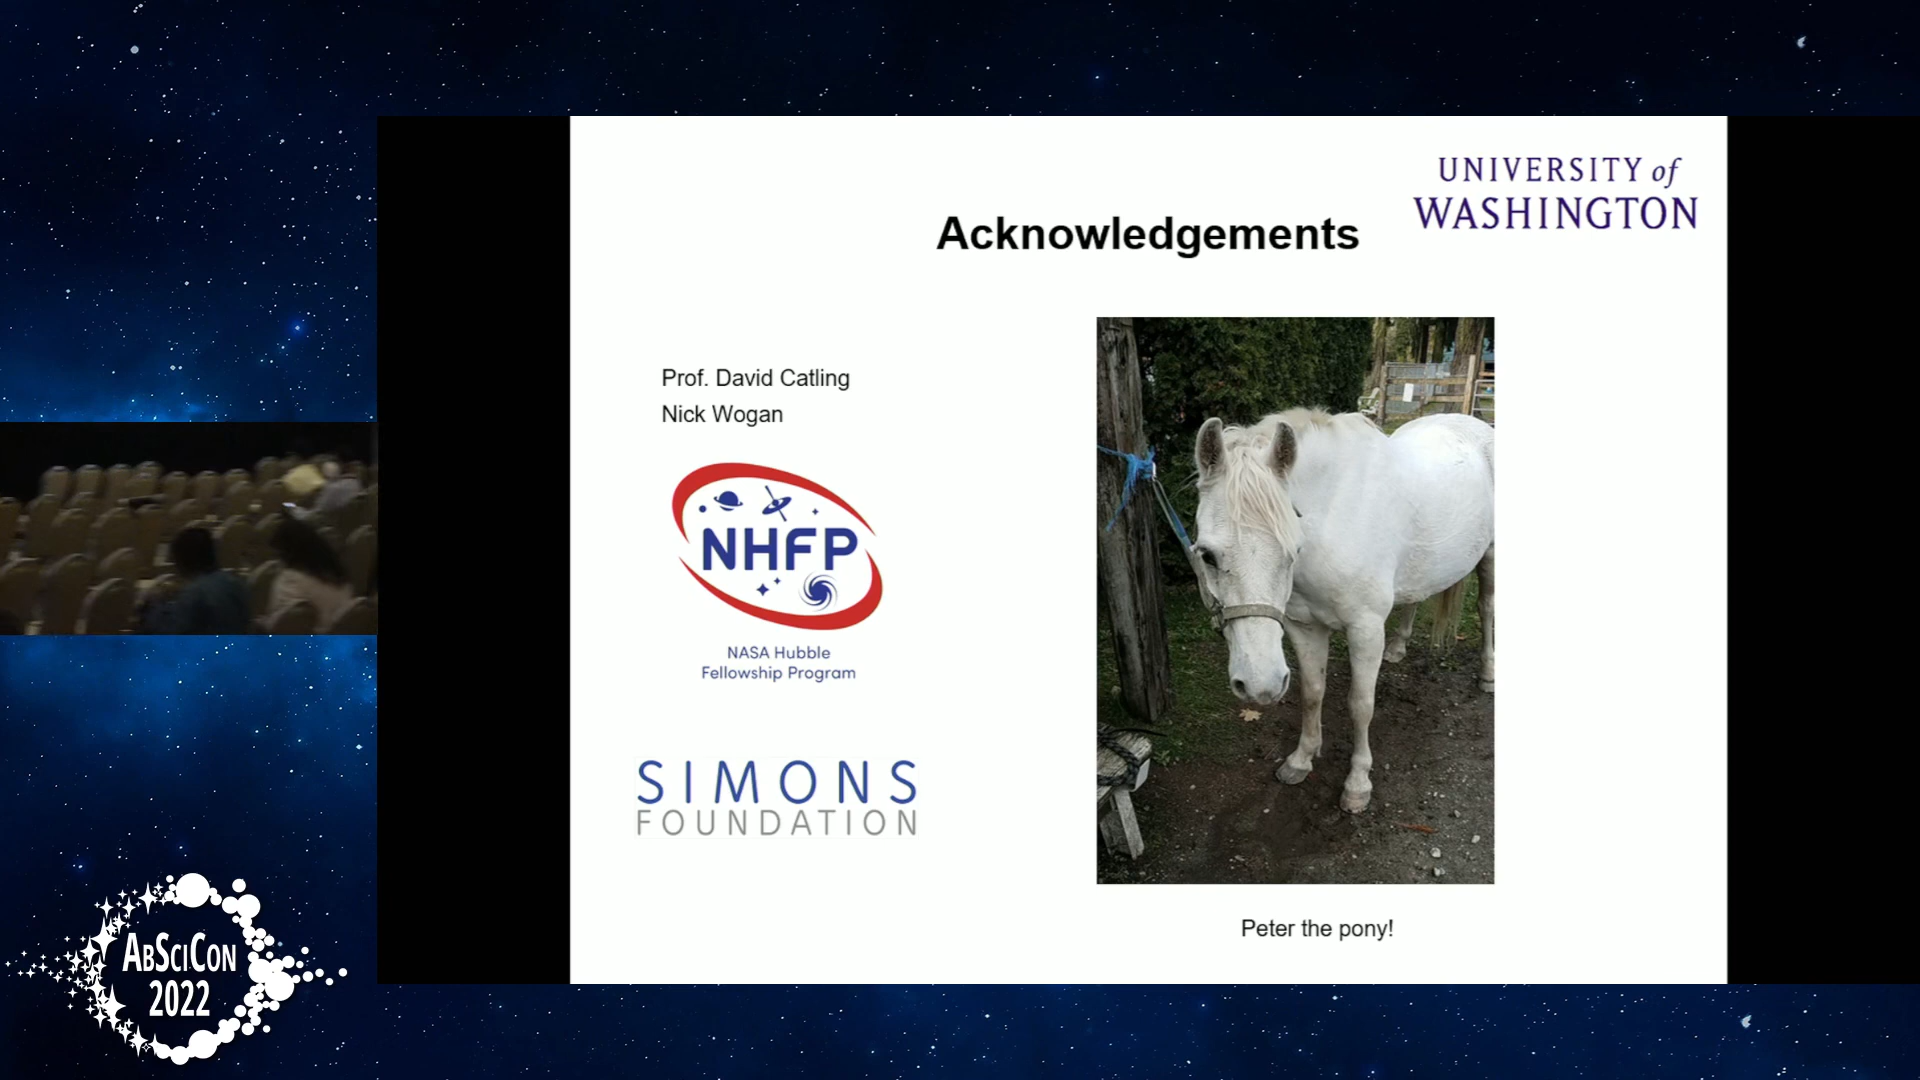 UNIVERSITY of
WASHINGTON
Acknowledgements
Prof. David Catling
Nick Wogan
NHFP
NASA Hubble
Fellowship Program
SIMONS
FOUNDATION
Peter the pony!
ABSCICON
2022